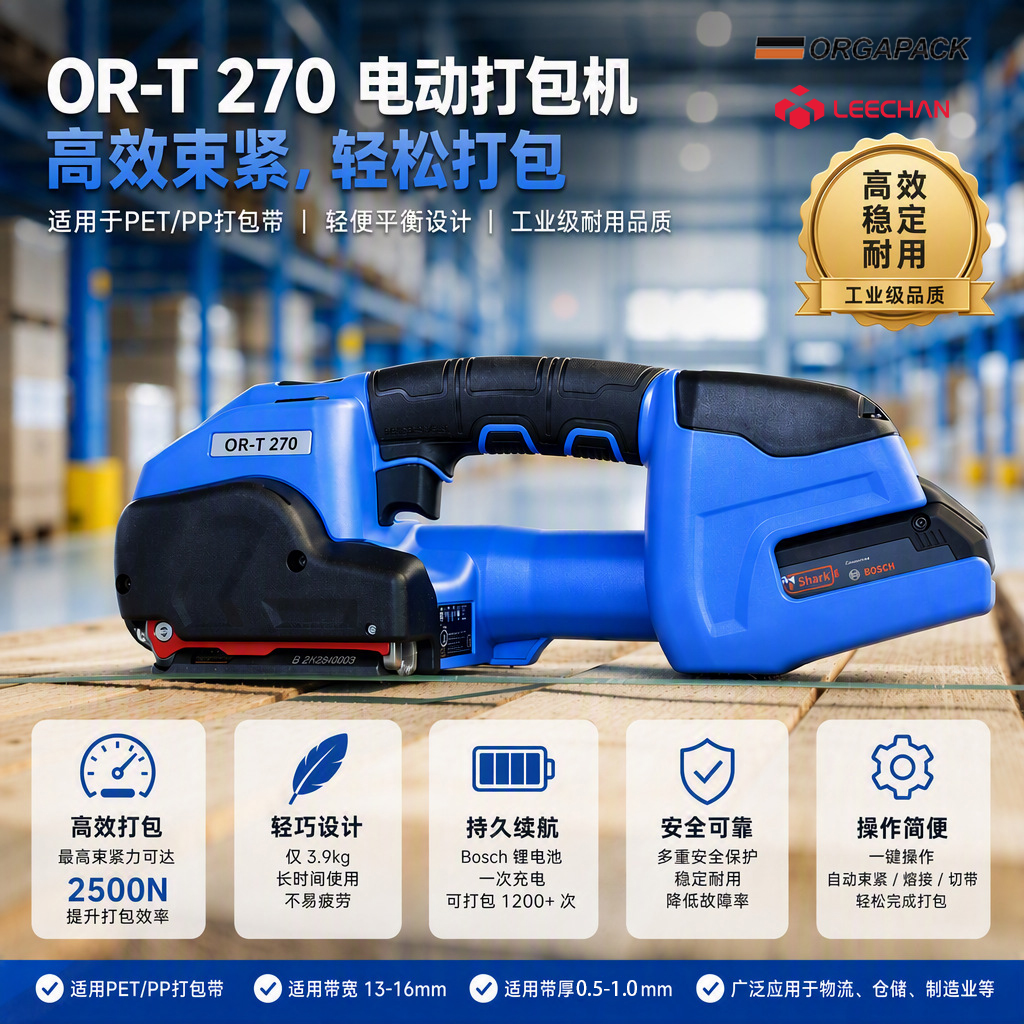 ORGAPACK
LEECHAN
OR-T 270 电动打包机
高效束紧, 轻松打包
适用于PET/PP打包带 | 轻便平衡设计 | 工业级耐用品质
高效
稳定
耐用
工业级品质
OR-T 270
Shark
BOSCH
B 2K2840003
高效打包
最高束紧力可达
2500N
提升打包效率
轻巧设计
仅 3.9kg
长时间使用
不易疲劳
持久续航
Bosch 锂电池
一次充电
可打包 1200+ 次
安全可靠
多重安全保护
稳定耐用
降低故障率
操作简便
一键操作
自动束紧 / 熔接 / 切带
轻松完成打包
适用PET/PP打包带
适用带宽 13-16mm
适用带厚0.5-1.0mm
广泛应用于物流、仓储、制造业等